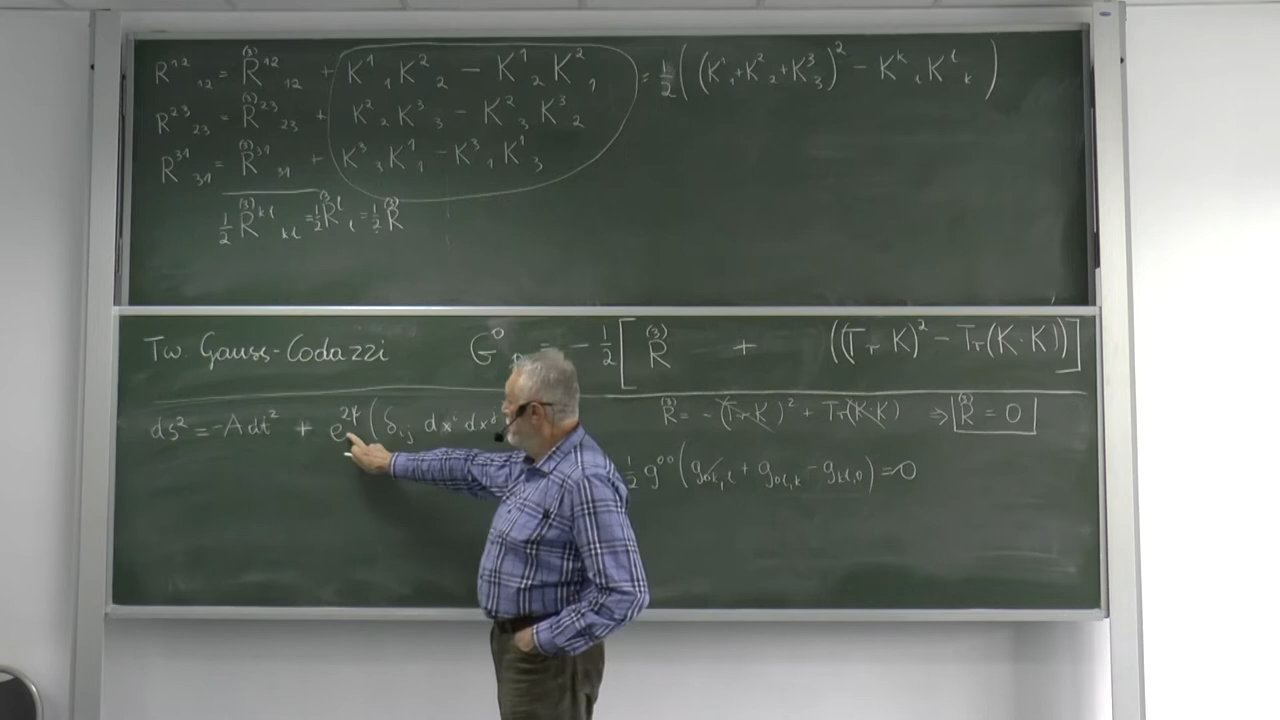 R¹²₁₂ = ⁽³⁾R¹²₁₂ + K¹₁K²₂ − K¹₂K²₁ = ½((K¹₁+K²₂+K³₃)² − KᵏₗKˡₖ)
R²³₂₃ = ⁽³⁾R²³₂₃ + K²₂K³₃ − K²₃K³₂
R³¹₃₁ = ⁽³⁾R³¹₃₁ + K³₃K¹₁ − K³₁K¹₃
½ ⁽³⁾Rᵏˡₖₗ = ½ ⁽³⁾Rˡₗ = ½ ⁽³⁾R
Tw. Gauss-Codazzi G⁰₀ = −½[⁽³⁾R + ((Tr K)² − Tr(K·K))]
ds² = −A dt² + e²ᵠ(δᵢⱼ dxⁱ dxʲ ⁽³⁾R = −(Tr K)² + Tr(K·K) ⇒ ⁽³⁾R = 0
½ g⁰⁰(g₀ₖ,ₗ + g₀ₗ,ₖ − gₖₗ,₀) = 0